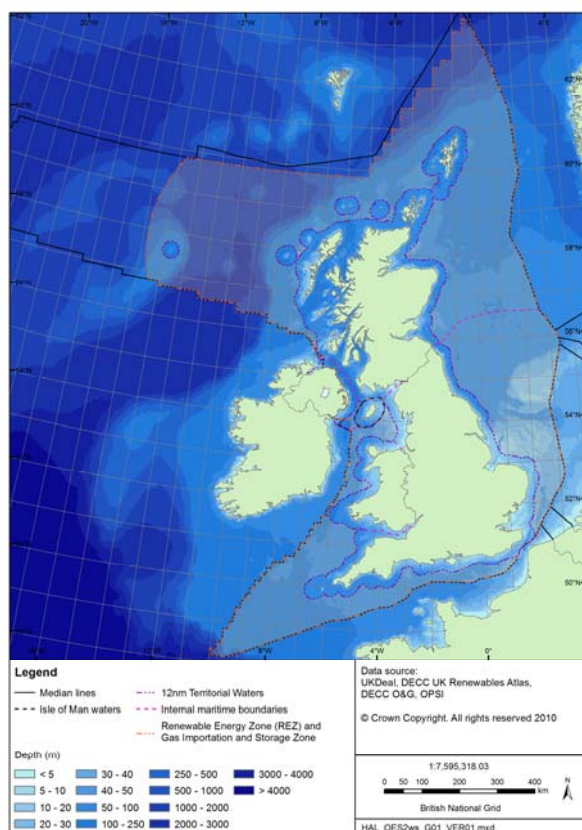 4°E
62°N
60°N
58°N
56°N
54°N
52°N
50°N
8°W
4°W
0°
Legend
Median lines
Isle of Man waters
12nm Territorial Waters
Internal maritime boundaries
Renewable Energy Zone (REZ) and
Gas Importation and Storage Zone
Depth (m)
< 5
5 - 10
10 - 20
20 - 30
30 - 40
40 - 50
50 - 100
100 - 250
250 - 500
500 - 1000
1000 - 2000
2000 - 3000
3000 - 4000
> 4000
Data source:
UKDeal, DECC UK Renewables Atlas,
DECC O&G, OPSI
© Crown Copyright. All rights reserved 2010
1:7,595,318.03
0 50 100 200 300 400
km
N
British National Grid
HAL_OES2ws_G01_VER01.mxd